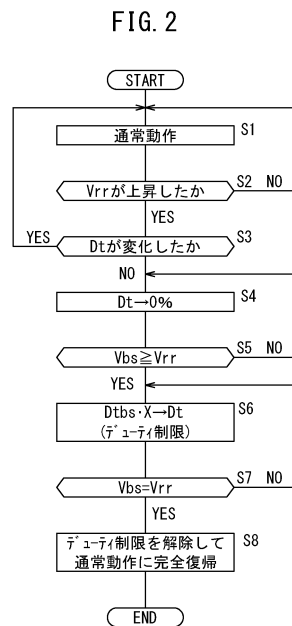 FIG. 2
START
通常動作 S1
Vrrが上昇したか S2 NO
YES
YES Dtが変化したか S3
NO
Dt→0% S4
Vbs≧Vrr S5 NO
YES
Dtbs·X→Dt S6
(ﾃﾞｭｰﾃｨ制限)
Vbs=Vrr S7 NO
YES
ﾃﾞｭｰﾃｨ制限を解除して S8
通常動作に完全復帰
END